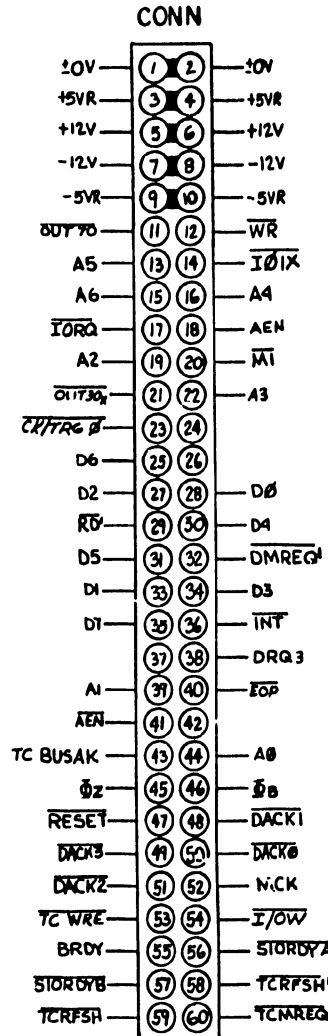 CONN
±0V 1 2 ±0V
+5VR 3 4 +5VR
+12V 5 6 +12V
-12V 7 8 -12V
-5VR 9 10 -5VR
OUT70 11 12 WR
A5 13 14 IØ1X
A6 15 16 A4
IORQ 17 18 AEN
A2 19 20 M1
OUT30X 21 22 A3
CK/TRG Ø 23 24
D6 25 26
D2 27 28 DØ
RD' 29 30 D4
D5 31 32 DMREQ'
D1 33 34 D3
D7 35 36 INT
37 38 DRQ3
A1 39 40 EOP
AEN 41 42
TC BUSAK 43 44 AØ
ΦZ 45 46 ΦB
RESET 47 48 DACK1
DACK3 49 50 DACKØ
DACK2 51 52 NiCK
TC WRE 53 54 I/OW
BRDY 55 56 SIORDYA
SIORDYB 57 58 TCRFSH'
TCRFSH 59 60 TCMREQ